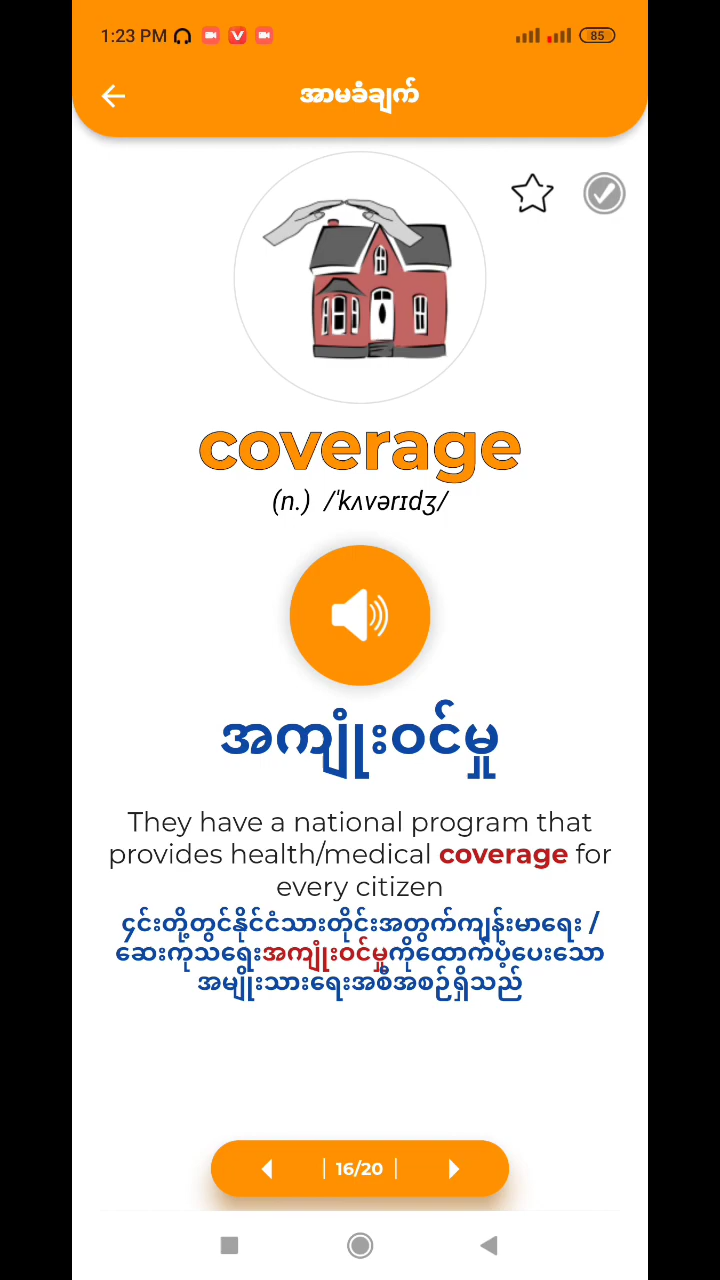 1:23 PM
85
အာမခံချက်
coverage
(n.) /ˈkʌvərɪdʒ/
အကျုံးဝင်မှု
They have a national program that
provides health/medical coverage for
every citizen
၄င်းတို့တွင်နိုင်ငံသားတိုင်းအတွက်ကျန်းမာရေး /
ဆေးကုသရေးအကျုံးဝင်မှုကိုထောက်ပံ့ပေးသော
အမျိုးသားရေးအစီအစဉ်ရှိသည်
16/20